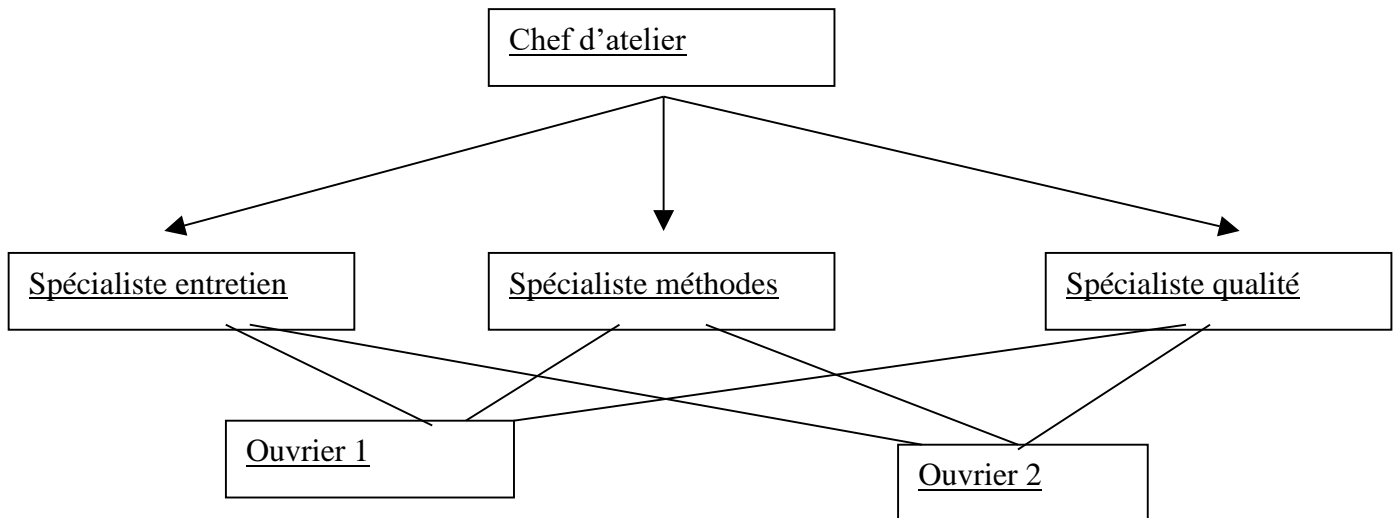 Chef d’atelier
Spécialiste entretien
Spécialiste méthodes
Spécialiste qualité
Ouvrier 1
Ouvrier 2